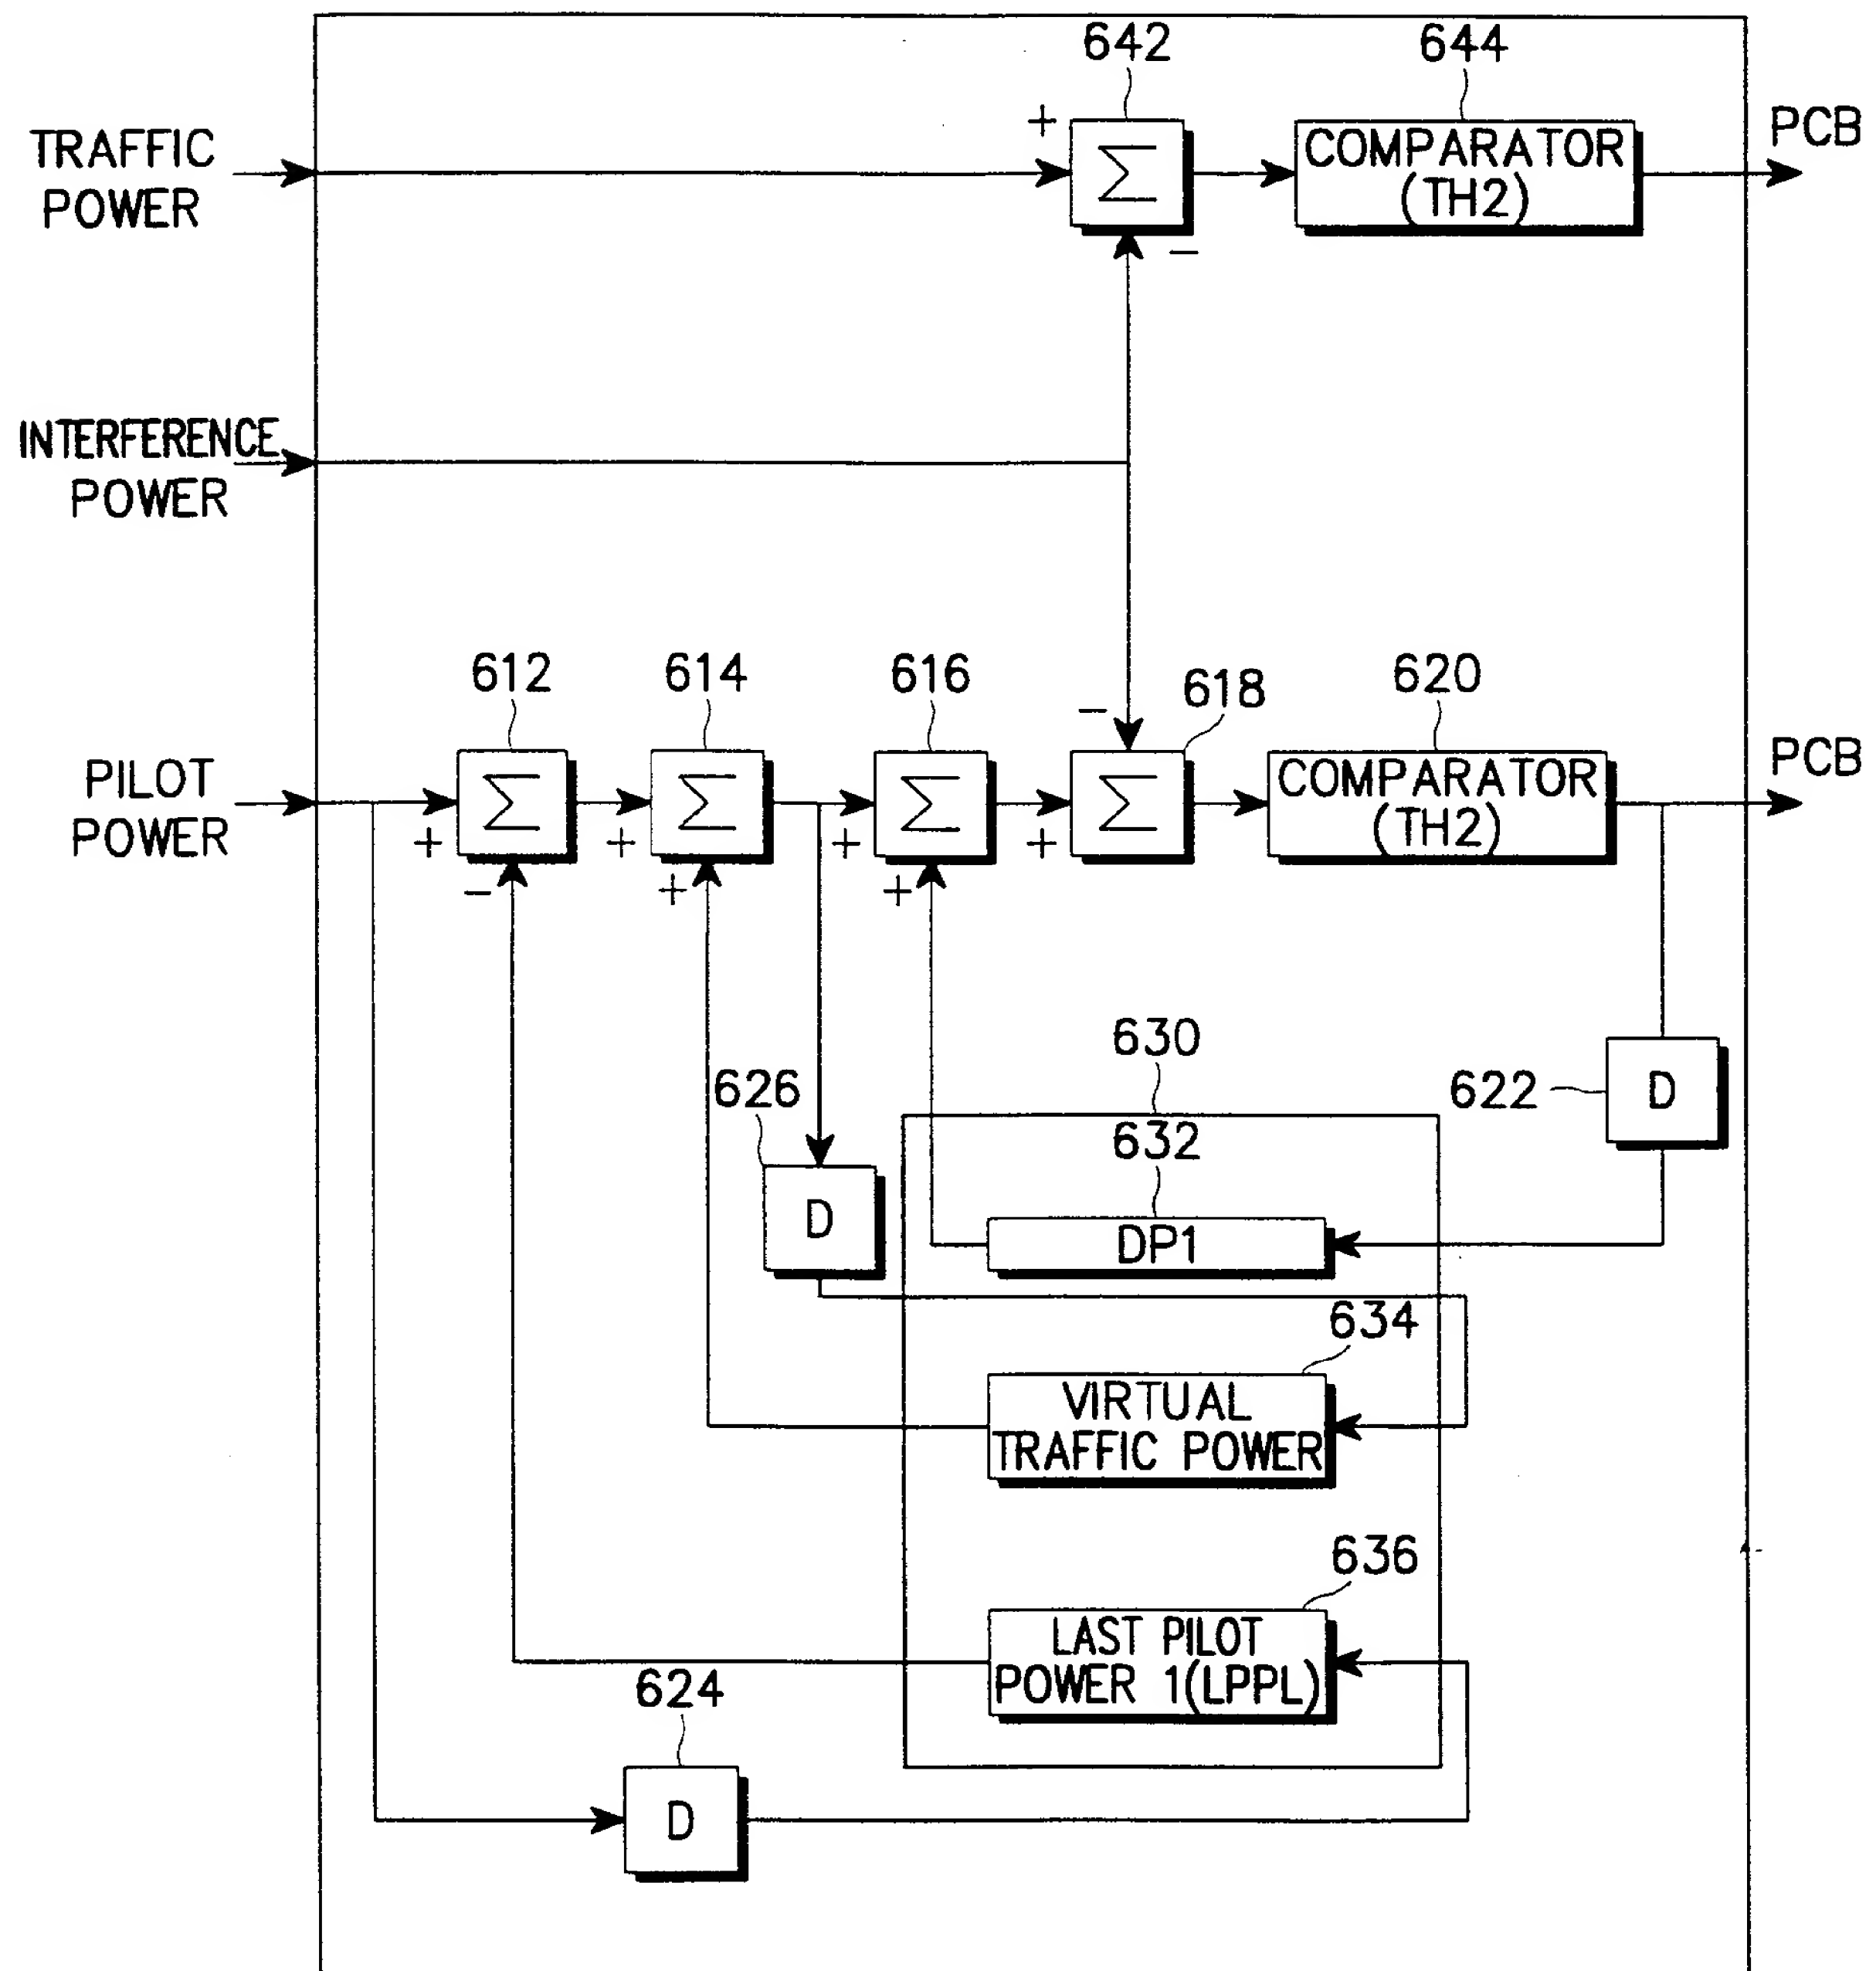 642
644
+
TRAFFIC
POWER
Σ
COMPARATOR
(TH2)
PCB
−
INTERFERENCE
POWER
612
614
616
618
620
−
PILOT
POWER
Σ
Σ
Σ
Σ
COMPARATOR
(TH2)
PCB
+
+
+
+
−
+
+
630
626
632
622
D
D
DP1
634
VIRTUAL
TRAFFIC POWER
636
LAST PILOT
POWER 1(LPPL)
624
D